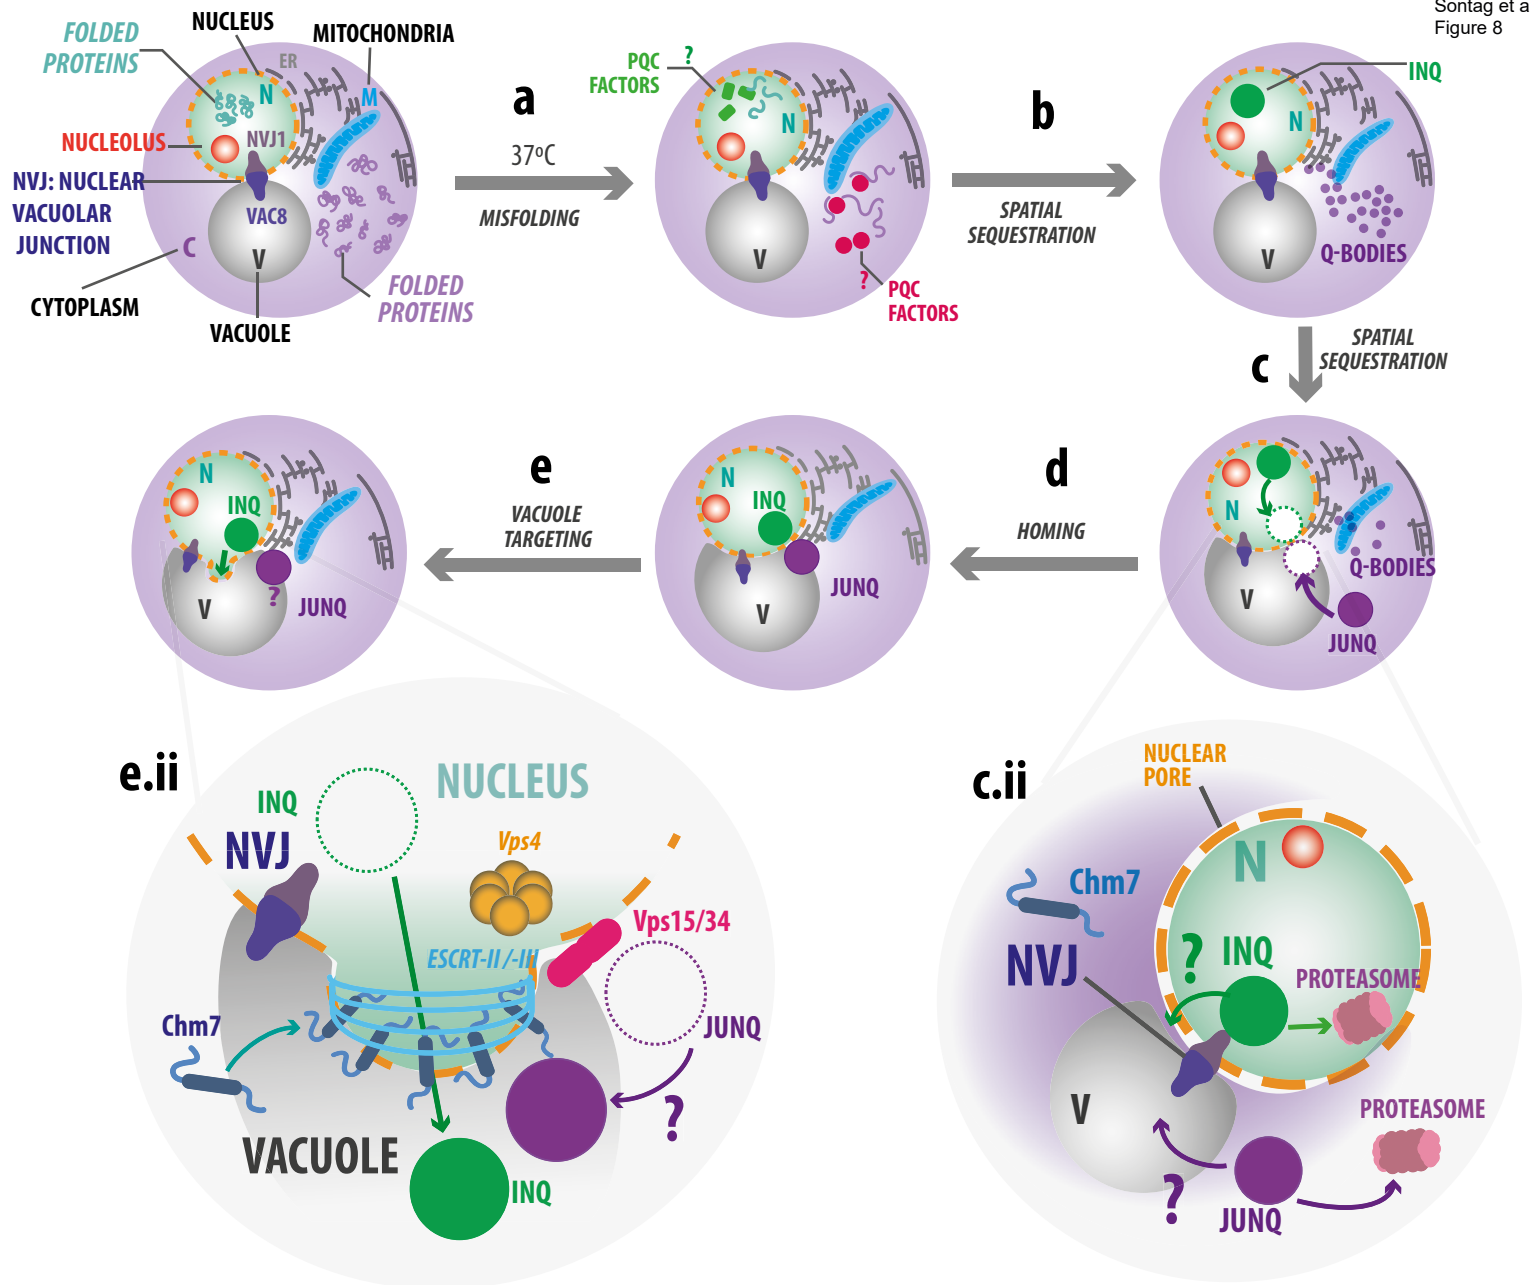 Sontag et a
Figure 8
FOLDED
PROTEINS
NUCLEUS
MITOCHONDRIA
ER
N
M
NUCLEOLUS
NVJ1
NVJ: NUCLEAR
VACUOLAR
JUNCTION
VAC8
C
V
CYTOPLASM
VACUOLE
FOLDED
PROTEINS
a
37ºC
MISFOLDING
PQC
FACTORS
?
N
V
?
PQC
FACTORS
b
SPATIAL
SEQUESTRATION
INQ
N
V
Q-BODIES
c
SPATIAL
SEQUESTRATION
N
V
Q-BODIES
JUNQ
d
HOMING
N
INQ
V
JUNQ
e
VACUOLE
TARGETING
N
INQ
V
?
JUNQ
e.ii
INQ
NUCLEUS
NVJ
Vps4
Vps15/34
ESCRT-II/-III
Chm7
JUNQ
?
VACUOLE
INQ
c.ii
NUCLEAR
PORE
N
Chm7
NVJ
?
INQ
PROTEASOME
V
PROTEASOME
?
JUNQ